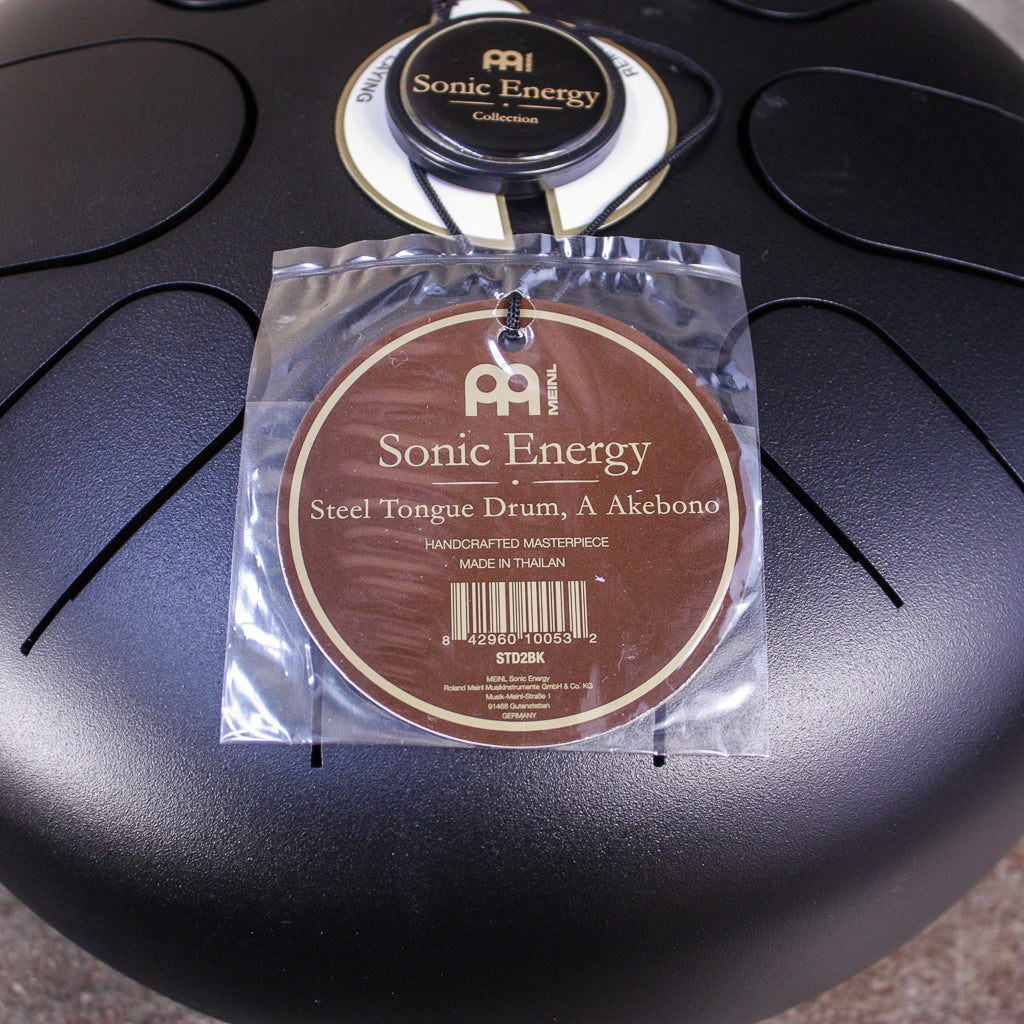 MEINL
Sonic Energy
Collection
MEINL
Sonic Energy
Steel Tongue Drum, A Akebono
HANDCRAFTED MASTERPIECE
MADE IN THAILAN
8 42960 10053 2
STD2BK
MEINL Sonic Energy
Roland Meinl Musikinstrumente GmbH & Co. KG
Musik-Meinl-Straße 1
91468 Gutenstetten
GERMANY